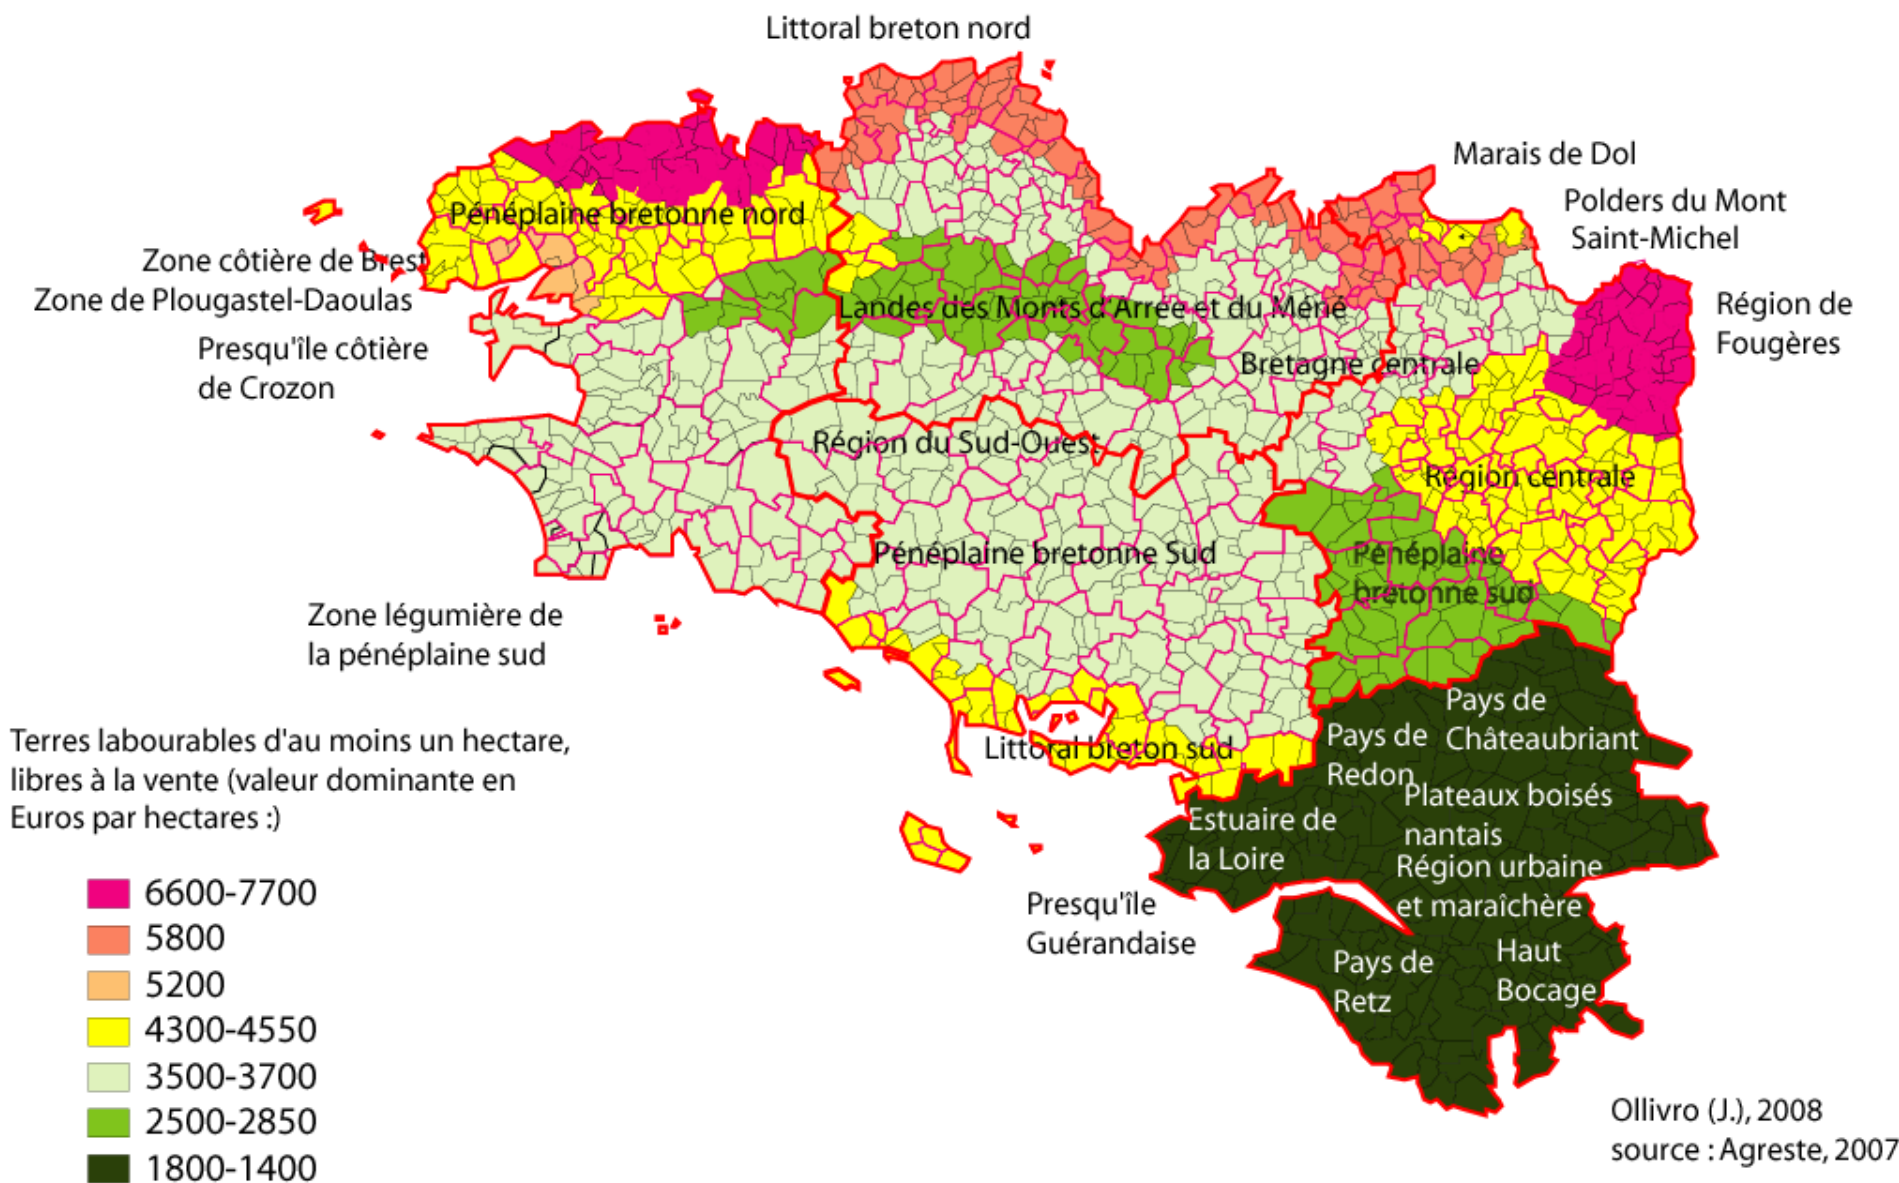 Littoral breton nord
Marais de Dol
Polders du Mont
Saint-Michel
Pénéplaine bretonne nord
Zone côtière de Brest
Zone de Plougastel-Daoulas
Landes des Monts d'Arrée et du Méné
Région de
Fougères
Presqu'île côtière
de Crozon
Bretagne centrale
Région du Sud-Ouest
Région centrale
Pénéplaine bretonne Sud
Pénéplaine
bretonne sud
Zone légumière de
la pénéplaine sud
Pays de
Châteaubriant
Pays de
Redon
Littoral breton sud
Plateaux boisés
nantais
Estuaire de
la Loire
Région urbaine
et maraîchère
Presqu'île
Guérandaise
Haut
Bocage
Pays de
Retz
Terres labourables d'au moins un hectare,
libres à la vente (valeur dominante en
Euros par hectares :)
6600-7700
5800
5200
4300-4550
3500-3700
2500-2850
1800-1400
Ollivro (J.), 2008
source : Agreste, 2007